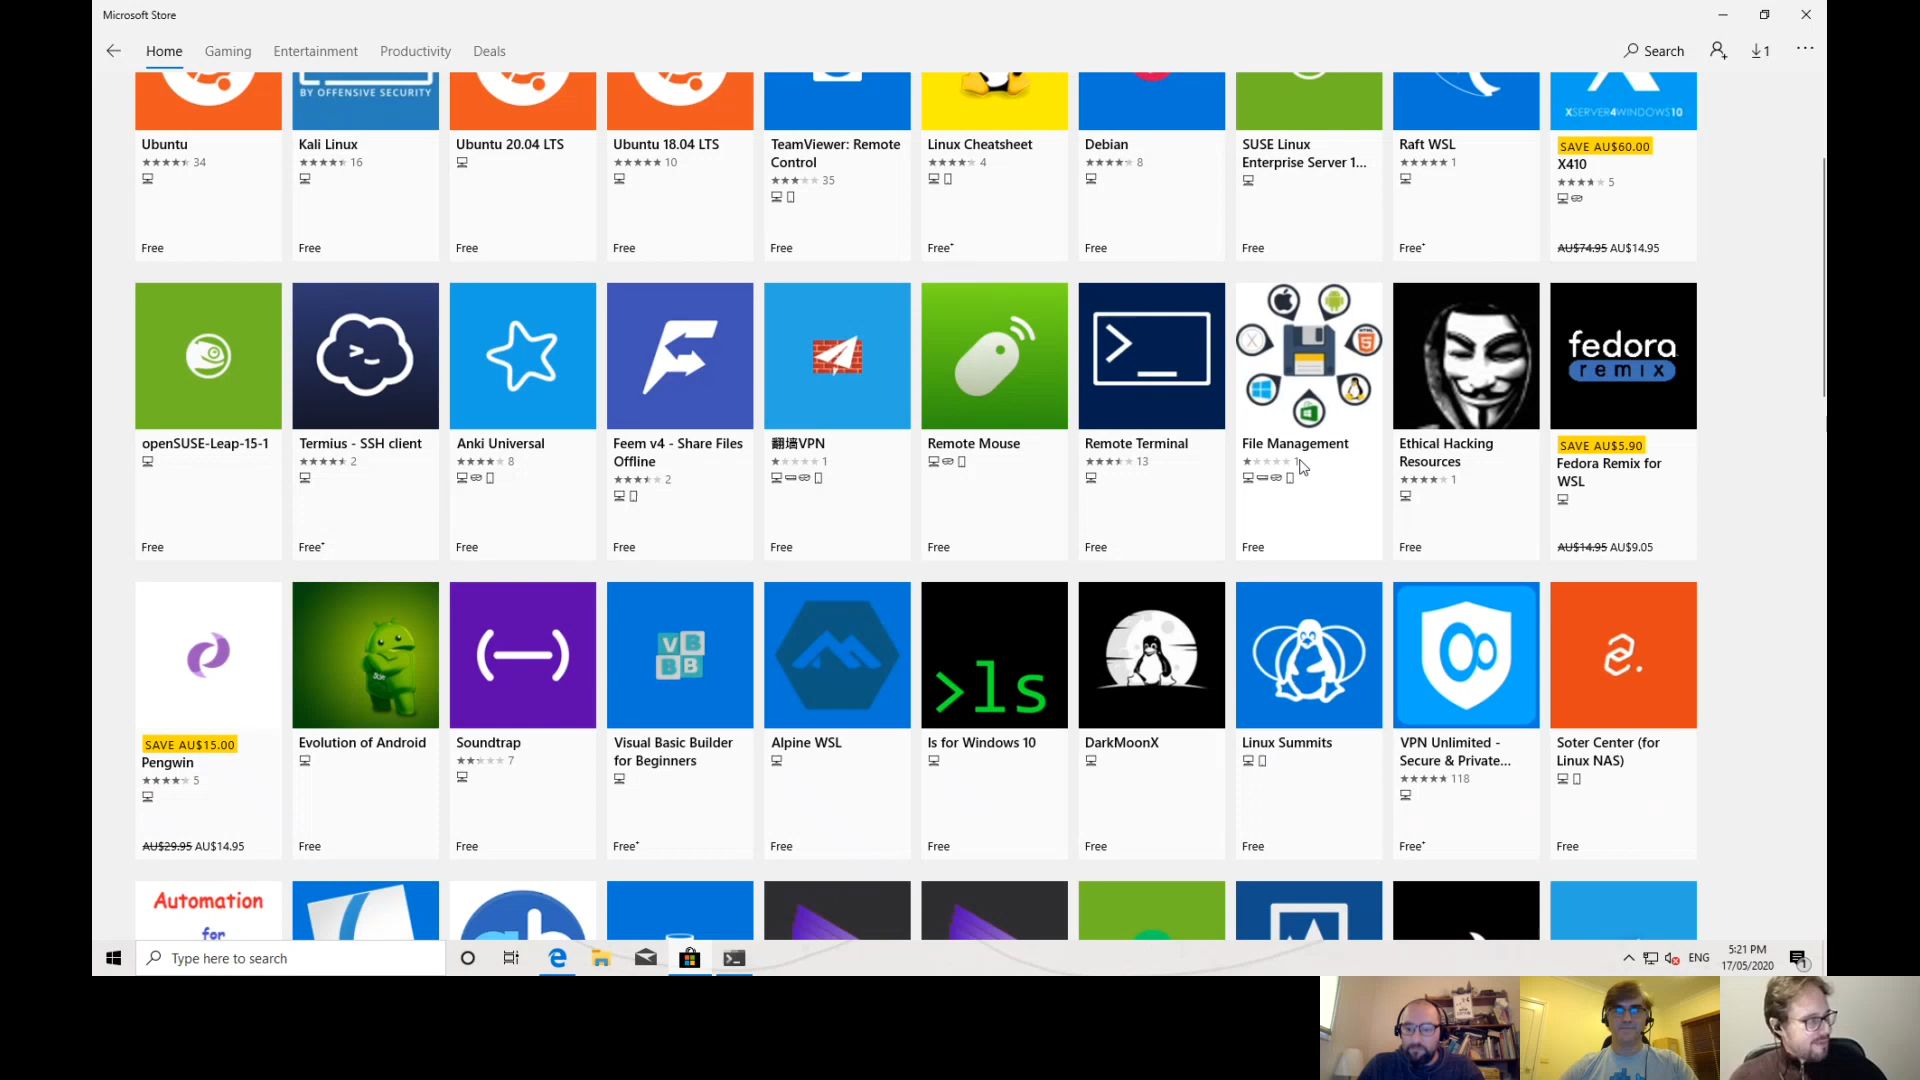 Microsoft Store
Home Gaming Entertainment Productivity Deals
Search 1
BY OFFENSIVE SECURITY
XSERVER4WINDOWS10
Ubuntu
34
Free
Kali Linux
16
Free
Ubuntu 20.04 LTS
Free
Ubuntu 18.04 LTS
10
Free
TeamViewer: Remote
Control
35
Free
Linux Cheatsheet
4
Free+
Debian
8
Free
SUSE Linux
Enterprise Server 1...
Free
Raft WSL
1
Free+
SAVE AU$60.00
X410
5
AU$74.95 AU$14.95
openSUSE-Leap-15-1
Free
Termius - SSH client
2
Free+
Anki Universal
8
Free
Feem v4 - Share Files
Offline
2
Free
翻墙VPN
1
Free
Remote Mouse
Free
Remote Terminal
13
Free
File Management
1
Free
Ethical Hacking
Resources
1
Free
fedora
remix
SAVE AU$5.90
Fedora Remix for
WSL
AU$14.95 AU$9.05
SAVE AU$15.00
Pengwin
5
AU$29.95 AU$14.95
Evolution of Android
Free
Soundtrap
7
Free
VB
BB
Visual Basic Builder
for Beginners
Free+
Alpine WSL
Free
>ls
ls for Windows 10
Free
DarkMoonX
Free
Linux Summits
Free
VPN Unlimited -
Secure & Private...
118
Free+
Soter Center (for
Linux NAS)
Free
Automation
for
Type here to search
ENG
5:21 PM
17/05/2020
1